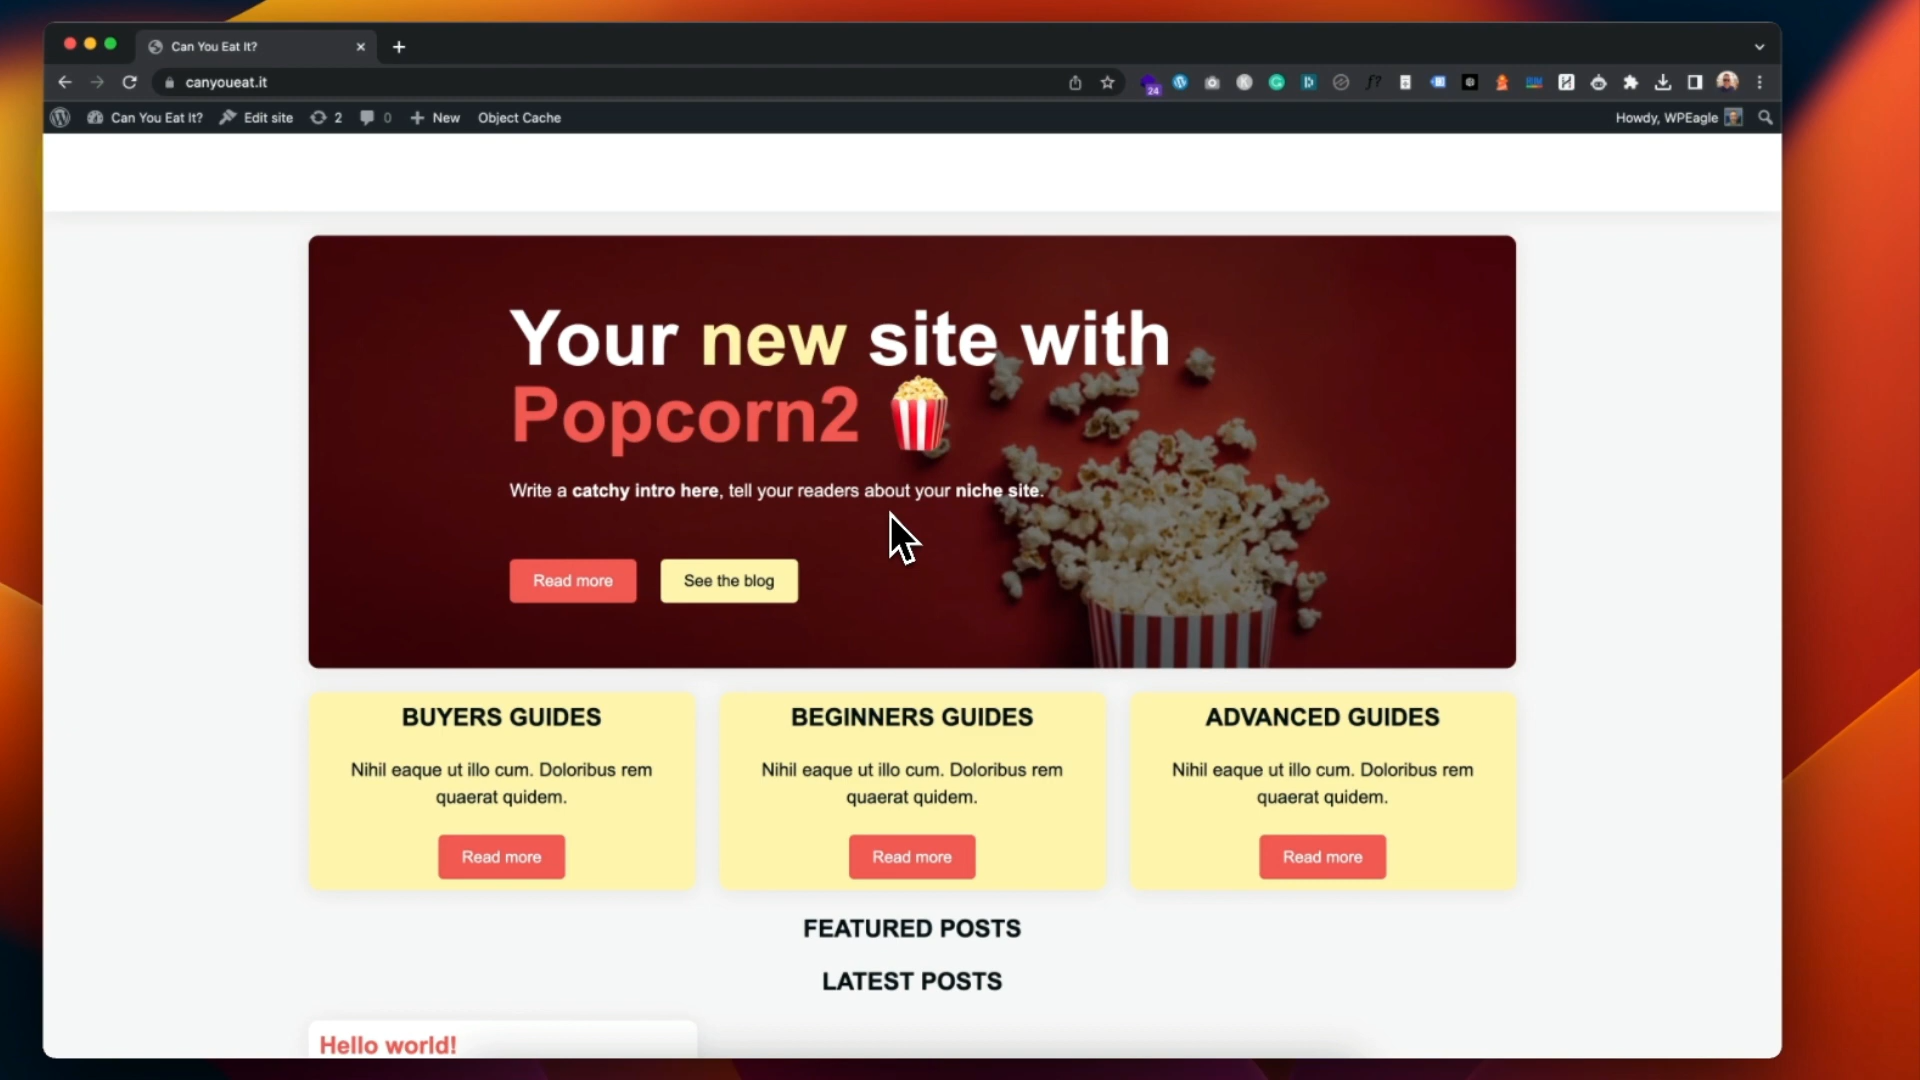 Can You Eat It?
canyoueat.it
24
Can You Eat It? Edit site 2 0 New Object Cache Howdy, WPEagle
Your new site with
Popcorn2
Write a catchy intro here, tell your readers about your niche site.
Read more See the blog
BUYERS GUIDES
Nihil eaque ut illo cum. Doloribus rem
quaerat quidem.
Read more
BEGINNERS GUIDES
Nihil eaque ut illo cum. Doloribus rem
quaerat quidem.
Read more
ADVANCED GUIDES
Nihil eaque ut illo cum. Doloribus rem
quaerat quidem.
Read more
FEATURED POSTS
LATEST POSTS
Hello world!